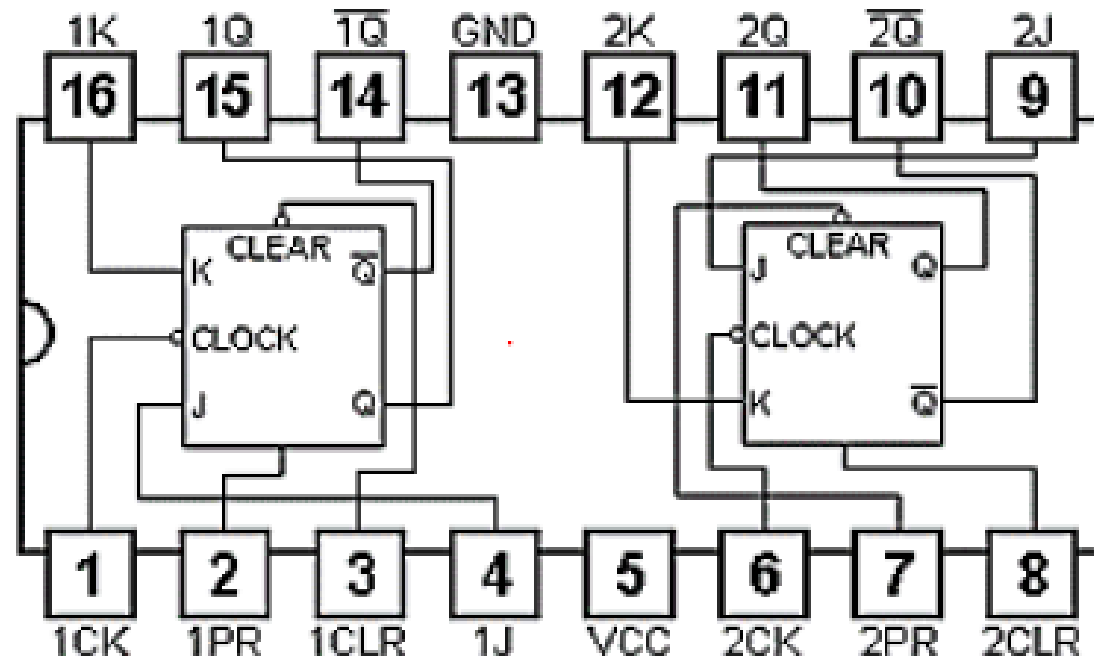 1K 1Q 1Q̅ GND 2K 2Q 2Q̅ 2J
16 15 14 13 12 11 10 9
CLEAR
K Q̅
CLOCK
J Q
CLEAR
J Q
CLOCK
K Q̅
1 2 3 4 5 6 7 8
1CK 1PR 1CLR 1J VCC 2CK 2PR 2CLR